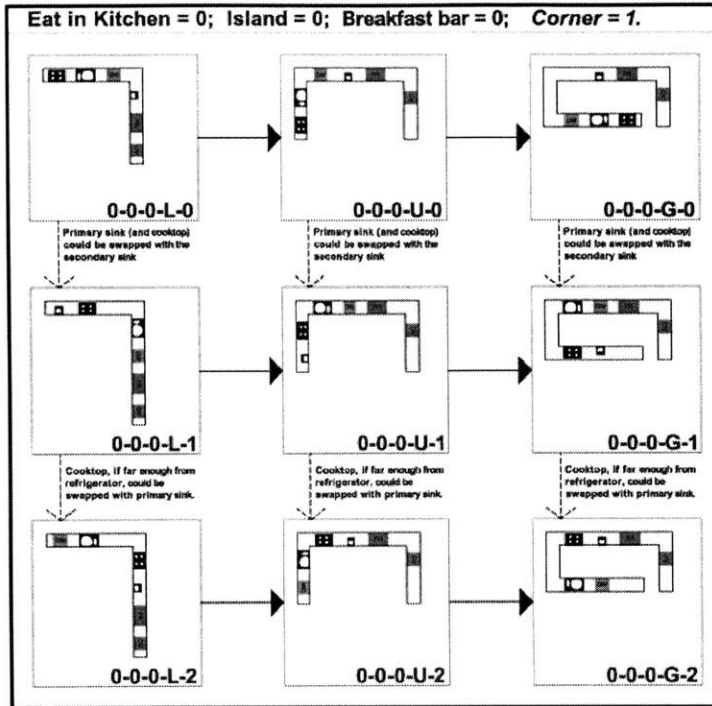 Eat in Kitchen = 0; Island = 0; Breakfast bar = 0; Corner = 1.
0-0-0-L-0
0-0-0-U-0
0-0-0-G-0
Primary sink (and cooktop)
could be swapped with the
secondary sink
Primary sink (and cooktop)
could be swapped with the
secondary sink
Primary sink (and cooktop)
could be swapped with the
secondary sink
0-0-0-L-1
0-0-0-U-1
0-0-0-G-1
Cooktop, if far enough from
refrigerator, could be
swapped with primary sink.
Cooktop, if far enough from
refrigerator, could be
swapped with primary sink.
Cooktop, if far enough from
refrigerator, could be
swapped with primary sink.
0-0-0-L-2
0-0-0-U-2
0-0-0-G-2